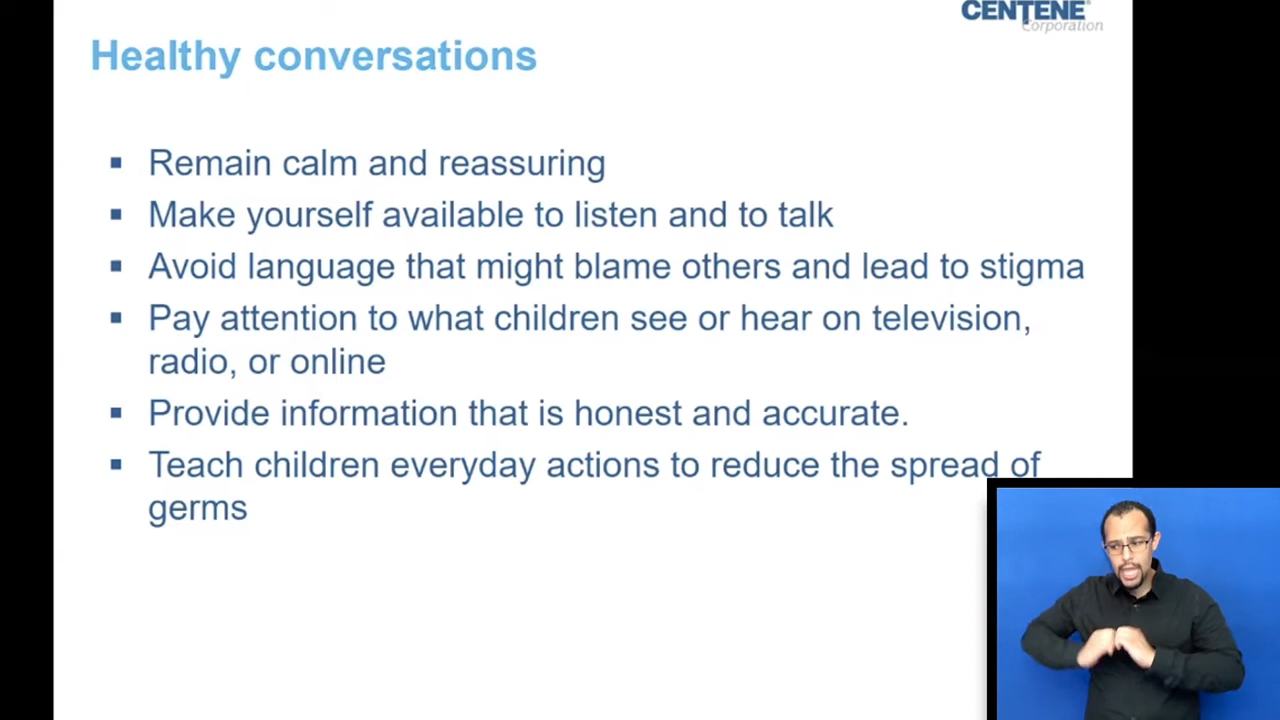 CENTENE®
Corporation
Healthy conversations
▪ Remain calm and reassuring
▪ Make yourself available to listen and to talk
▪ Avoid language that might blame others and lead to stigma
▪ Pay attention to what children see or hear on television,
radio, or online
▪ Provide information that is honest and accurate.
▪ Teach children everyday actions to reduce the spread of
germs